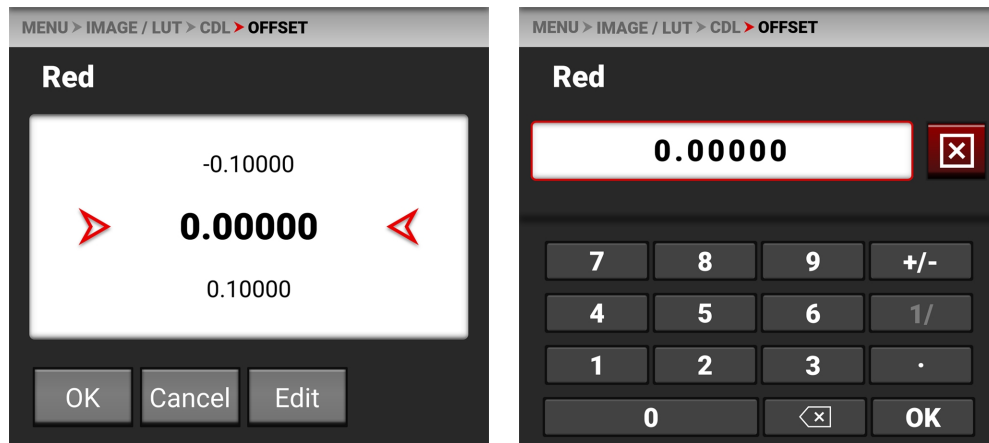 MENU > IMAGE / LUT > CDL > OFFSET
Red
-0.10000
0.00000
0.10000
OK Cancel Edit
MENU > IMAGE / LUT > CDL > OFFSET
Red
0.00000
7 8 9 +/-
4 5 6 1/
1 2 3 .
0 OK